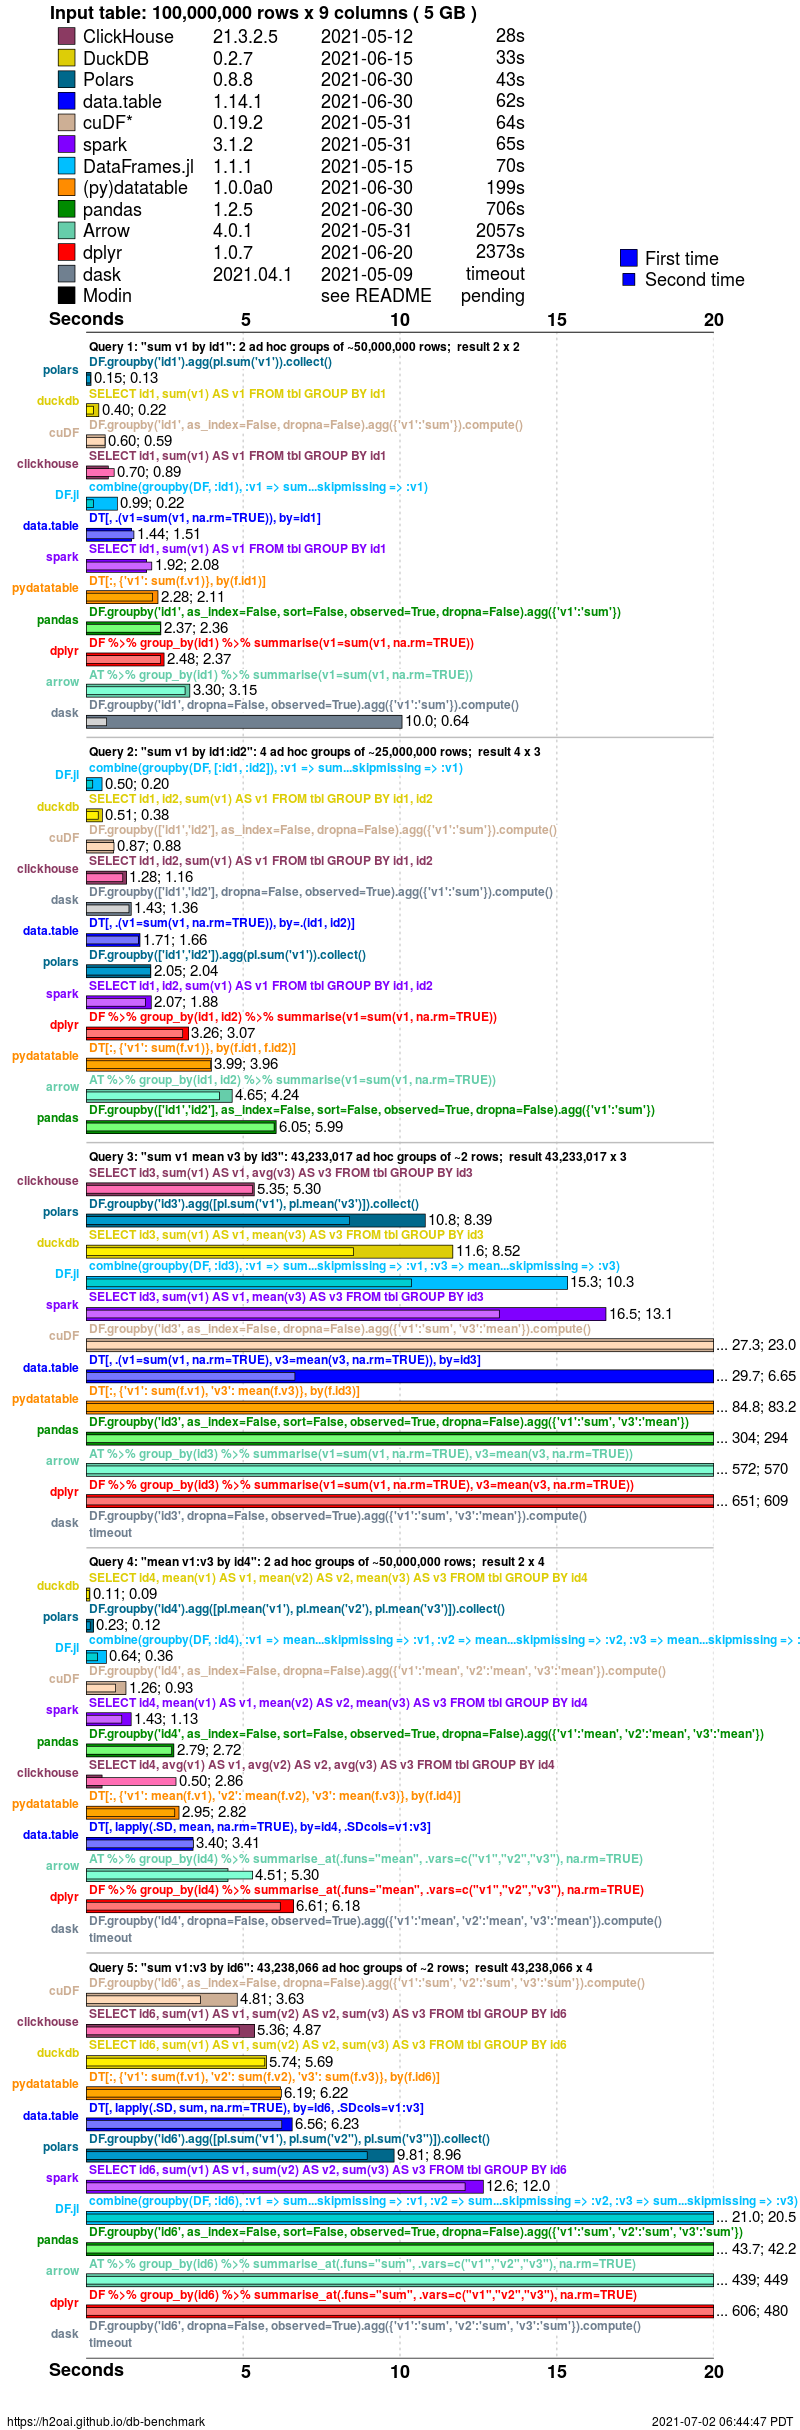 Input table: 100,000,000 rows x 9 columns ( 5 GB )
ClickHouse 21.3.2.5 2021-05-12 28s
DuckDB 0.2.7 2021-06-15 33s
Polars 0.8.8 2021-06-30 43s
data.table 1.14.1 2021-06-30 62s
cuDF* 0.19.2 2021-05-31 64s
spark 3.1.2 2021-05-31 65s
DataFrames.jl 1.1.1 2021-05-15 70s
(py)datatable 1.0.0a0 2021-06-30 199s
pandas 1.2.5 2021-06-30 706s
Arrow 4.0.1 2021-05-31 2057s
dplyr 1.0.7 2021-06-20 2373s
dask 2021.04.1 2021-05-09 timeout
Modin see README pending
First time
Second time
Seconds 5 10 15 20
Query 1: "sum v1 by id1": 2 ad hoc groups of ~50,000,000 rows; result 2 x 2
DF.groupby('id1').agg(pl.sum('v1')).collect()
polars 0.15; 0.13
SELECT id1, sum(v1) AS v1 FROM tbl GROUP BY id1
duckdb 0.40; 0.22
DF.groupby('id1', as_index=False, dropna=False).agg({'v1':'sum'}).compute()
cuDF 0.60; 0.59
SELECT id1, sum(v1) AS v1 FROM tbl GROUP BY id1
clickhouse 0.70; 0.89
combine(groupby(DF, :id1), :v1 => sum...skipmissing => :v1)
DF.jl 0.99; 0.22
DT[, .(v1=sum(v1, na.rm=TRUE)), by=id1]
data.table 1.44; 1.51
SELECT id1, sum(v1) AS v1 FROM tbl GROUP BY id1
spark 1.92; 2.08
DT[:, {'v1': sum(f.v1)}, by(f.id1)]
pydatatable 2.28; 2.11
DF.groupby('id1', as_index=False, sort=False, observed=True, dropna=False).agg({'v1':'sum'})
pandas 2.37; 2.36
DF %>% group_by(id1) %>% summarise(v1=sum(v1, na.rm=TRUE))
dplyr 2.48; 2.37
AT %>% group_by(id1) %>% summarise(v1=sum(v1, na.rm=TRUE))
arrow 3.30; 3.15
DF.groupby('id1', dropna=False, observed=True).agg({'v1':'sum'}).compute()
dask 10.0; 0.64
Query 2: "sum v1 by id1:id2": 4 ad hoc groups of ~25,000,000 rows; result 4 x 3
combine(groupby(DF, [:id1, :id2]), :v1 => sum...skipmissing => :v1)
DF.jl 0.50; 0.20
SELECT id1, id2, sum(v1) AS v1 FROM tbl GROUP BY id1, id2
duckdb 0.51; 0.38
DF.groupby(['id1','id2'], as_index=False, dropna=False).agg({'v1':'sum'}).compute()
cuDF 0.87; 0.88
SELECT id1, id2, sum(v1) AS v1 FROM tbl GROUP BY id1, id2
clickhouse 1.28; 1.16
DF.groupby(['id1','id2'], dropna=False, observed=True).agg({'v1':'sum'}).compute()
dask 1.43; 1.36
DT[, .(v1=sum(v1, na.rm=TRUE)), by=.(id1, id2)]
data.table 1.71; 1.66
DF.groupby(['id1','id2']).agg(pl.sum('v1')).collect()
polars 2.05; 2.04
SELECT id1, id2, sum(v1) AS v1 FROM tbl GROUP BY id1, id2
spark 2.07; 1.88
DF %>% group_by(id1, id2) %>% summarise(v1=sum(v1, na.rm=TRUE))
dplyr 3.26; 3.07
DT[:, {'v1': sum(f.v1)}, by(f.id1, f.id2)]
pydatatable 3.99; 3.96
AT %>% group_by(id1, id2) %>% summarise(v1=sum(v1, na.rm=TRUE))
arrow 4.65; 4.24
DF.groupby(['id1','id2'], as_index=False, sort=False, observed=True, dropna=False).agg({'v1':'sum'})
pandas 6.05; 5.99
Query 3: "sum v1 mean v3 by id3": 43,233,017 ad hoc groups of ~2 rows; result 43,233,017 x 3
SELECT id3, sum(v1) AS v1, avg(v3) AS v3 FROM tbl GROUP BY id3
clickhouse 5.35; 5.30
DF.groupby('id3').agg([pl.sum('v1'), pl.mean('v3')]).collect()
polars 10.8; 8.39
SELECT id3, sum(v1) AS v1, mean(v3) AS v3 FROM tbl GROUP BY id3
duckdb 11.6; 8.52
combine(groupby(DF, :id3), :v1 => sum...skipmissing => :v1, :v3 => mean...skipmissing => :v3)
DF.jl 15.3; 10.3
SELECT id3, sum(v1) AS v1, mean(v3) AS v3 FROM tbl GROUP BY id3
spark 16.5; 13.1
DF.groupby('id3', as_index=False, dropna=False).agg({'v1':'sum', 'v3':'mean'}).compute()
cuDF ... 27.3; 23.0
DT[, .(v1=sum(v1, na.rm=TRUE), v3=mean(v3, na.rm=TRUE)), by=id3]
data.table ... 29.7; 6.65
DT[:, {'v1': sum(f.v1), 'v3': mean(f.v3)}, by(f.id3)]
pydatatable ... 84.8; 83.2
DF.groupby('id3', as_index=False, sort=False, observed=True, dropna=False).agg({'v1':'sum', 'v3':'mean'})
pandas ... 304; 294
AT %>% group_by(id3) %>% summarise(v1=sum(v1, na.rm=TRUE), v3=mean(v3, na.rm=TRUE))
arrow ... 572; 570
DF %>% group_by(id3) %>% summarise(v1=sum(v1, na.rm=TRUE), v3=mean(v3, na.rm=TRUE))
dplyr ... 651; 609
DF.groupby('id3', dropna=False, observed=True).agg({'v1':'sum', 'v3':'mean'}).compute()
dask timeout
Query 4: "mean v1:v3 by id4": 2 ad hoc groups of ~50,000,000 rows; result 2 x 4
SELECT id4, mean(v1) AS v1, mean(v2) AS v2, mean(v3) AS v3 FROM tbl GROUP BY id4
duckdb 0.11; 0.09
DF.groupby('id4').agg([pl.mean('v1'), pl.mean('v2'), pl.mean('v3')]).collect()
polars 0.23; 0.12
combine(groupby(DF, :id4), :v1 => mean...skipmissing => :v1, :v2 => mean...skipmissing => :v2, :v3 => mean...skipmissing => :
DF.jl 0.64; 0.36
DF.groupby('id4', as_index=False, dropna=False).agg({'v1':'mean', 'v2':'mean', 'v3':'mean'}).compute()
cuDF 1.26; 0.93
SELECT id4, mean(v1) AS v1, mean(v2) AS v2, mean(v3) AS v3 FROM tbl GROUP BY id4
spark 1.43; 1.13
DF.groupby('id4', as_index=False, sort=False, observed=True, dropna=False).agg({'v1':'mean', 'v2':'mean', 'v3':'mean'})
pandas 2.79; 2.72
SELECT id4, avg(v1) AS v1, avg(v2) AS v2, avg(v3) AS v3 FROM tbl GROUP BY id4
clickhouse 0.50; 2.86
DT[:, {'v1': mean(f.v1), 'v2': mean(f.v2), 'v3': mean(f.v3)}, by(f.id4)]
pydatatable 2.95; 2.82
DT[, lapply(.SD, mean, na.rm=TRUE), by=id4, .SDcols=v1:v3]
data.table 3.40; 3.41
AT %>% group_by(id4) %>% summarise_at(.funs="mean", .vars=c("v1","v2","v3"), na.rm=TRUE)
arrow 4.51; 5.30
DF %>% group_by(id4) %>% summarise_at(.funs="mean", .vars=c("v1","v2","v3"), na.rm=TRUE)
dplyr 6.61; 6.18
DF.groupby('id4', dropna=False, observed=True).agg({'v1':'mean', 'v2':'mean', 'v3':'mean'}).compute()
dask timeout
Query 5: "sum v1:v3 by id6": 43,238,066 ad hoc groups of ~2 rows; result 43,238,066 x 4
DF.groupby('id6', as_index=False, dropna=False).agg({'v1':'sum', 'v2':'sum', 'v3':'sum'}).compute()
cuDF 4.81; 3.63
SELECT id6, sum(v1) AS v1, sum(v2) AS v2, sum(v3) AS v3 FROM tbl GROUP BY id6
clickhouse 5.36; 4.87
SELECT id6, sum(v1) AS v1, sum(v2) AS v2, sum(v3) AS v3 FROM tbl GROUP BY id6
duckdb 5.74; 5.69
DT[:, {'v1': sum(f.v1), 'v2': sum(f.v2), 'v3': sum(f.v3)}, by(f.id6)]
pydatatable 6.19; 6.22
DT[, lapply(.SD, sum, na.rm=TRUE), by=id6, .SDcols=v1:v3]
data.table 6.56; 6.23
DF.groupby('id6').agg([pl.sum('v1'), pl.sum('v2"), pl.sum('v3")]).collect()
polars 9.81; 8.96
SELECT id6, sum(v1) AS v1, sum(v2) AS v2, sum(v3) AS v3 FROM tbl GROUP BY id6
spark 12.6; 12.0
combine(groupby(DF, :id6), :v1 => sum...skipmissing => :v1, :v2 => sum...skipmissing => :v2, :v3 => sum...skipmissing => :v3)
DF.jl ... 21.0; 20.5
DF.groupby('id6', as_index=False, sort=False, observed=True, dropna=False).agg({'v1':'sum', 'v2':'sum', 'v3':'sum'})
pandas ... 43.7; 42.2
AT %>% group_by(id6) %>% summarise_at(.funs="sum", .vars=c("v1","v2","v3"), na.rm=TRUE)
arrow ... 439; 449
DF %>% group_by(id6) %>% summarise_at(.funs="sum", .vars=c("v1","v2","v3"), na.rm=TRUE)
dplyr ... 606; 480
DF.groupby('id6', dropna=False, observed=True).agg({'v1':'sum', 'v2':'sum', 'v3':'sum'}).compute()
dask timeout
Seconds 5 10 15 20
https://h2oai.github.io/db-benchmark 2021-07-02 06:44:47 PDT